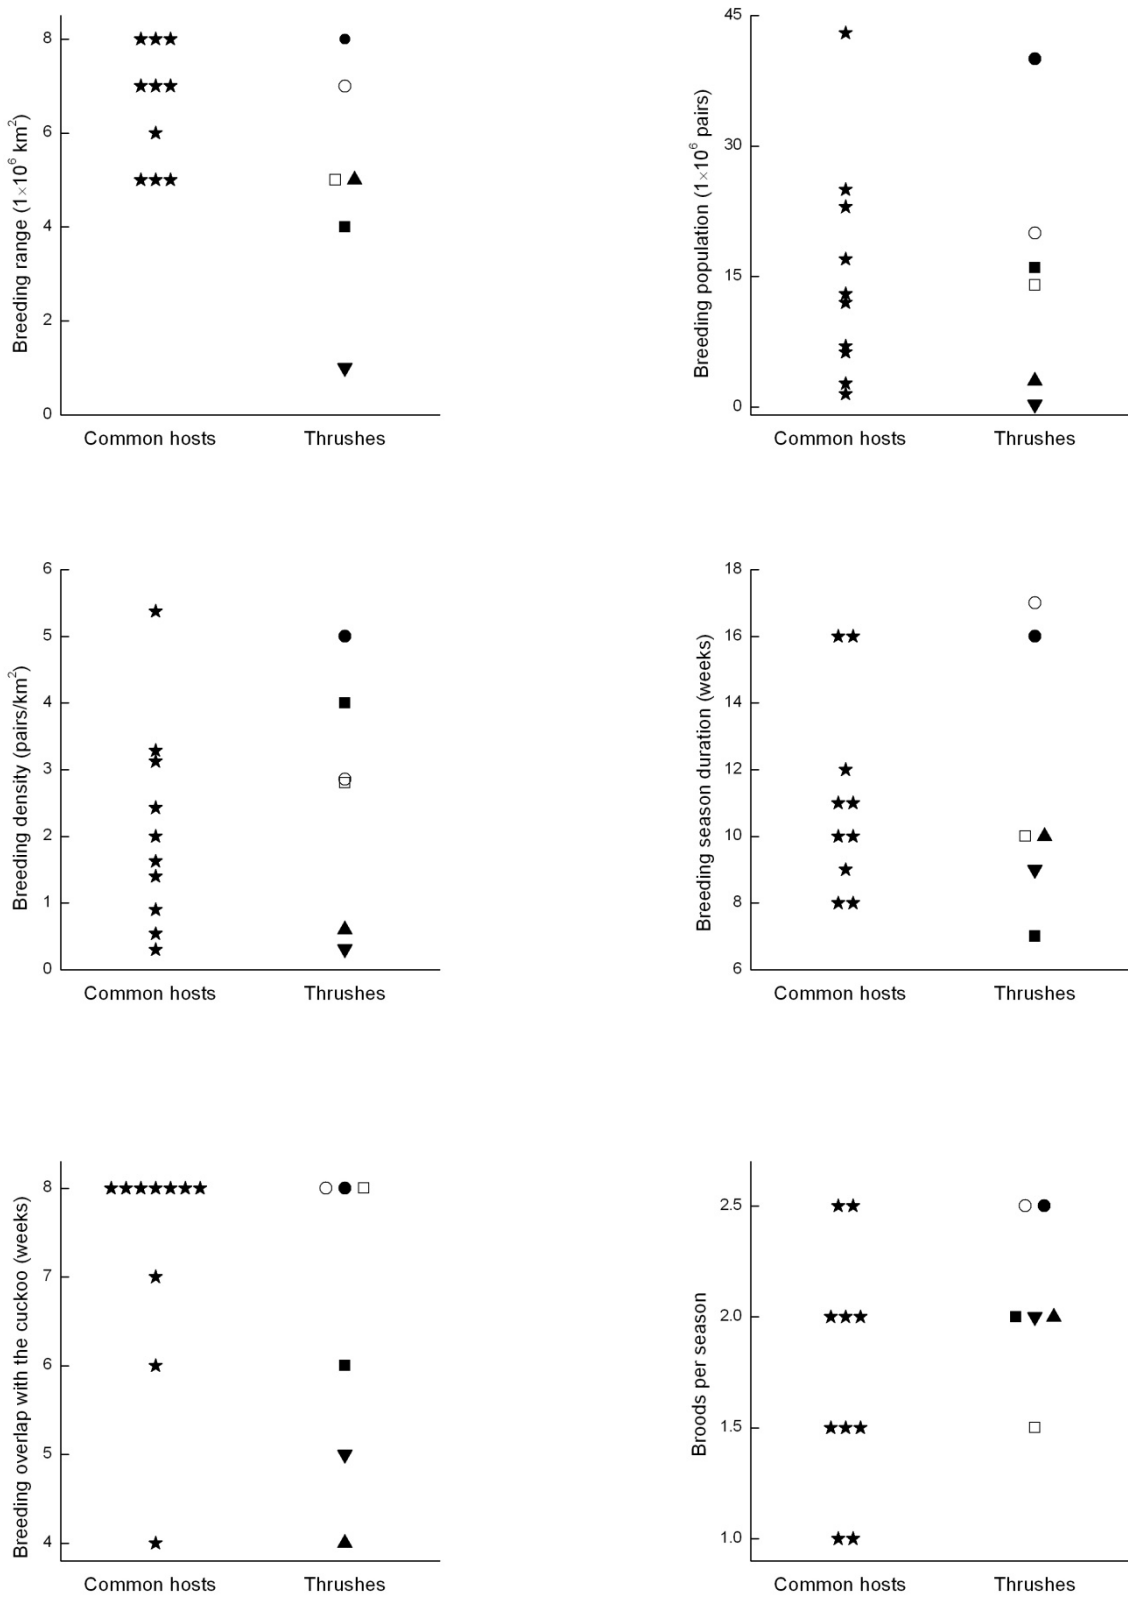 Breeding range (1×10⁶ km²)
8
6
4
2
0
Common hosts
Thrushes
Breeding population (1×10⁶ pairs)
45
30
15
0
Common hosts
Thrushes
Breeding density (pairs/km²)
6
5
4
3
2
1
0
Common hosts
Thrushes
Breeding season duration (weeks)
18
16
14
12
10
8
6
Common hosts
Thrushes
Breeding overlap with the cuckoo (weeks)
8
7
6
5
4
Common hosts
Thrushes
Broods per season
2.5
2.0
1.5
1.0
Common hosts
Thrushes